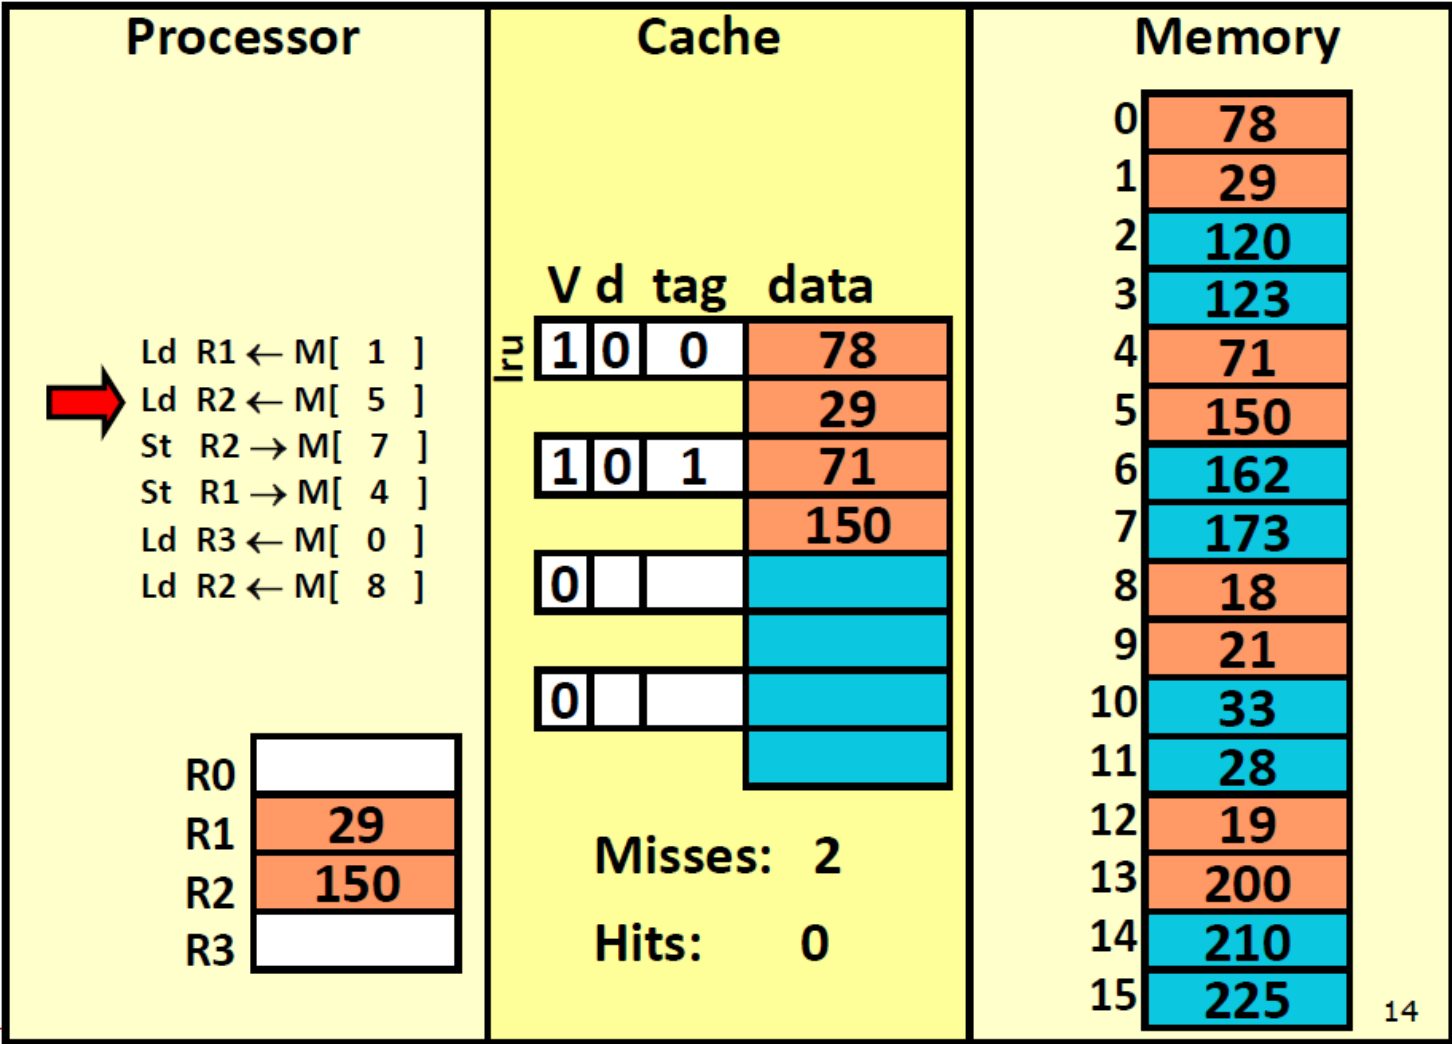 Processor
Ld R1 ← M[ 1 ]
Ld R2 ← M[ 5 ]
St R2 → M[ 7 ]
St R1 → M[ 4 ]
Ld R3 ← M[ 0 ]
Ld R2 ← M[ 8 ]
R0
R1 29
R2 150
R3
Cache
V d tag data
lru 1 0 0 78
29
1 0 1 71
150
0
0
Misses: 2
Hits: 0
Memory
0 78
1 29
2 120
3 123
4 71
5 150
6 162
7 173
8 18
9 21
10 33
11 28
12 19
13 200
14 210
15 225
14